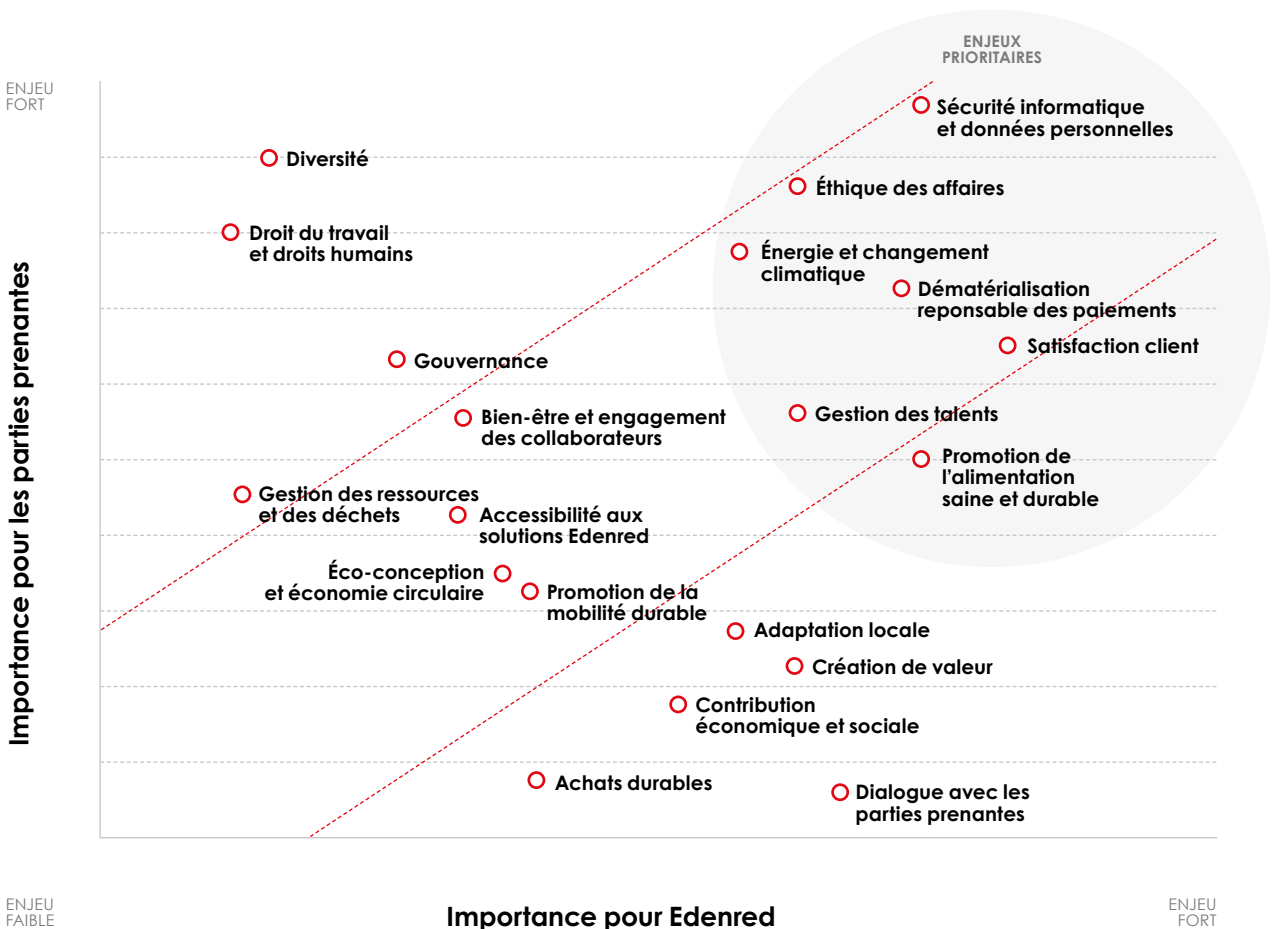 ENJEUX
PRIORITAIRES
ENJEU
FORT
Sécurité informatique
et données personnelles
Diversité
Éthique des affaires
Droit du travail
et droits humains
Énergie et changement
climatique
Dématérialisation
reponsable des paiements
Satisfaction client
Gouvernance
Bien-être et engagement
des collaborateurs
Gestion des talents
Promotion de
l'alimentation
saine et durable
Gestion des ressources
et des déchets
Accessibilité aux
solutions Edenred
Éco-conception
et économie circulaire
Promotion de la
mobilité durable
Adaptation locale
Création de valeur
Contribution
économique et sociale
Achats durables
Dialogue avec les
parties prenantes
Importance pour les parties prenantes
ENJEU
FAIBLE
Importance pour Edenred
ENJEU
FORT